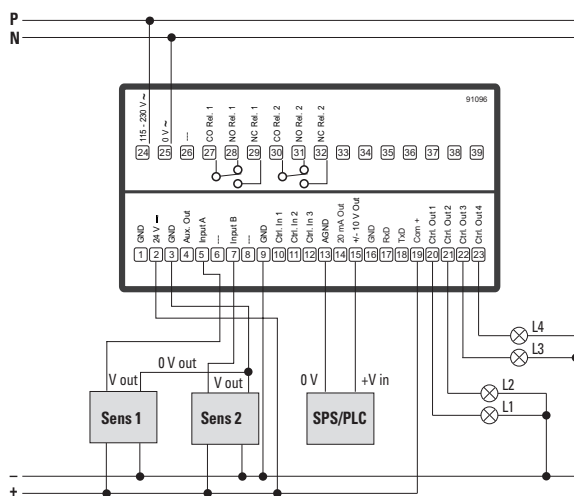 P
N
91096
115 - 230 V ~
0 V ~
---
CO Rel. 1
NO Rel. 1
NC Rel. 1
CO Rel. 2
NO Rel. 2
NC Rel. 2
24 25 26 27 28 29 30 31 32 33 34 35 36 37 38 39
GND
24 V
GND
Aux. Out
Input A
---
Input B
---
GND
Ctrl. In 1
Ctrl. In 2
Ctrl. In 3
AGND
20 mA Out
+/- 10 V Out
GND
RxD
TxD
Com +
Ctrl. Out 1
Ctrl. Out 2
Ctrl. Out 3
Ctrl. Out 4
1 2 3 4 5 6 7 8 9 10 11 12 13 14 15 16 17 18 19 20 21 22 23
L4
L3
0 V out
V out
V out
0 V
+V in
L2
L1
Sens 1
Sens 2
SPS/PLC
–
+